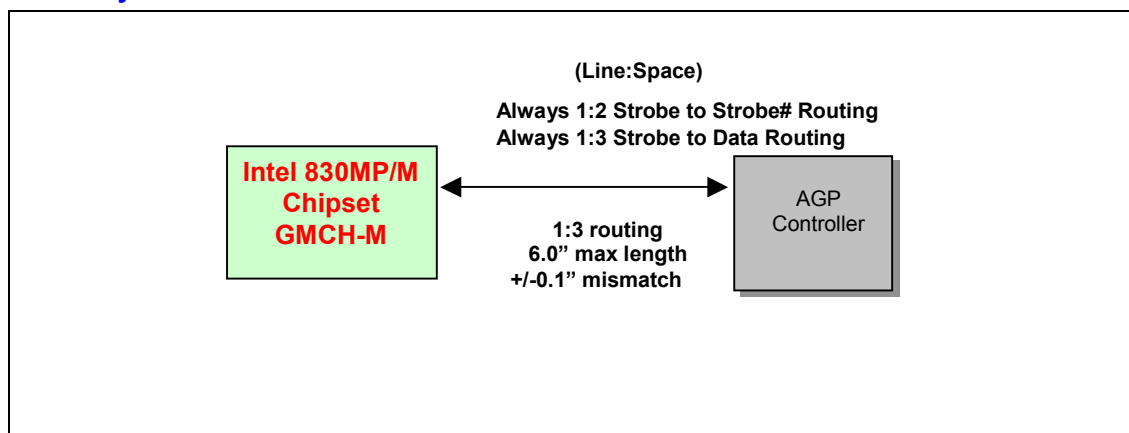 (Line:Space)
Always 1:2 Strobe to Strobe# Routing
Always 1:3 Strobe to Data Routing
Intel 830MP/M
Chipset
GMCH-M
AGP
Controller
1:3 routing
6.0” max length
+/-0.1” mismatch